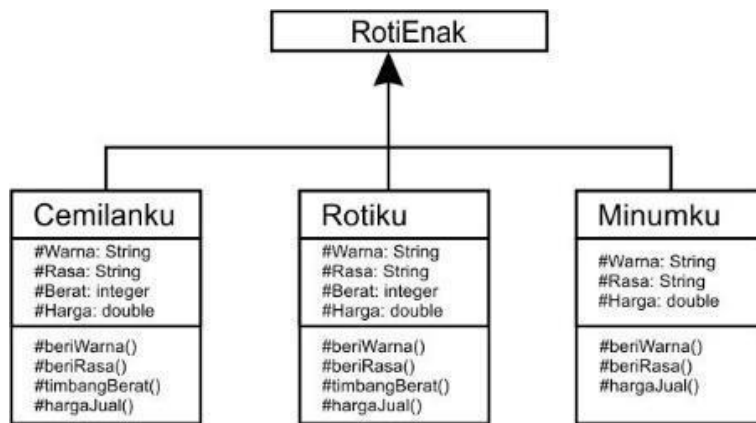 RotiEnak
Cemilanku
#Warna: String
#Rasa: String
#Berat: integer
#Harga: double
#beriWarna()
#beriRasa()
#timbangBerat()
#hargaJual()
Rotiku
#Warna: String
#Rasa: String
#Berat: integer
#Harga: double
#beriWarna()
#beriRasa()
#timbangBerat()
#hargaJual()
Minumku
#Warna: String
#Rasa: String
#Harga: double
#beriWarna()
#beriRasa()
#hargaJual()